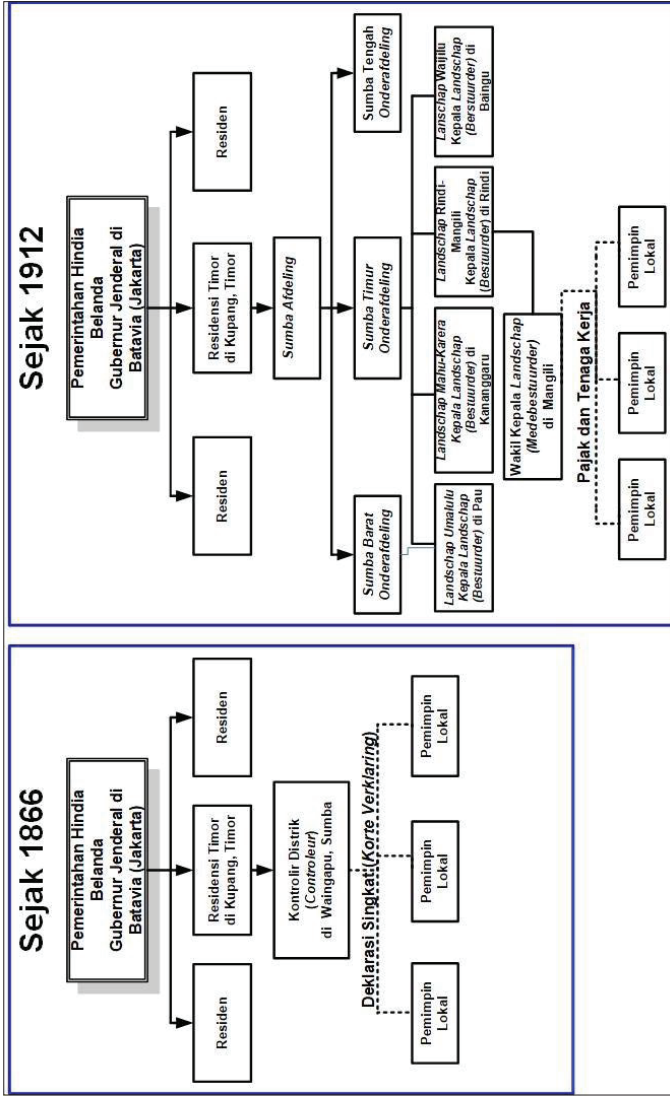 Sejak 1866
Pemerintahan Hindia
Belanda
Gubernur Jenderal di
Batavia (Jakarta)
Residen
Residensi Timor
di Kupang, Timor
Residen
Kontrolir Distrik
(Controleur)
di Waingapu, Sumba
Deklarasi Singkat (Korte Verklaring)
Pemimpin
Lokal
Pemimpin
Lokal
Pemimpin
Lokal
Sejak 1912
Pemerintahan Hindia
Belanda
Gubernur Jenderal di
Batavia (Jakarta)
Residen
Residensi Timor
di Kupang, Timor
Residen
Sumba Afdeling
Sumba Barat
Onderafdeling
Sumba Timur
Onderafdeling
Sumba Tengah
Onderafdeling
Landschap Umalulu
Kepala Landschap
(Bestuurder) di Pau
Landschap Mahu-Karera
Kepala Landschap
(Bestuurder) di
Kananggaru
Landschap Rindi-
Mangili
Kepala Landschap
(Bestuurder) di Rindi
Lanschap Waijilu
Kepala Landschap
(Berstuurder) di
Baingu
Wakil Kepala Landschap
(Medebestuurder)
di Mangili
Pajak dan Tenaga Kerja
Pemimpin
Lokal
Pemimpin
Lokal
Pemimpin
Lokal